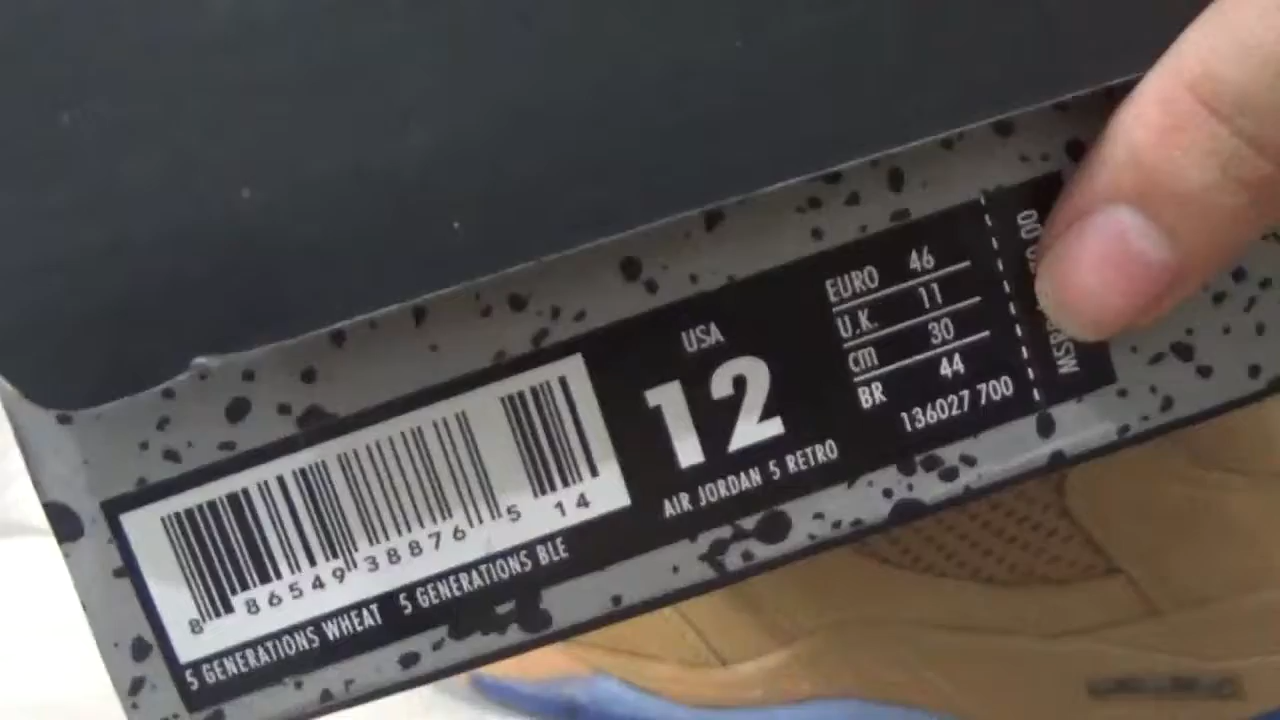 USA
12
AIR JORDAN 5 RETRO
EURO 46
U.K. 11
cm 30
BR 44
136027 700
8 86549 38876 5 14
5 GENERATIONS WHEAT 5 GENERATIONS BLE